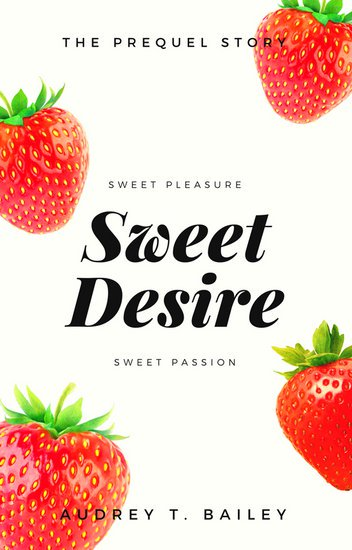 THE PREQUEL STORY
SWEET PLEASURE
Sweet
Desire
SWEET PASSION
AUDREY T. BAILEY